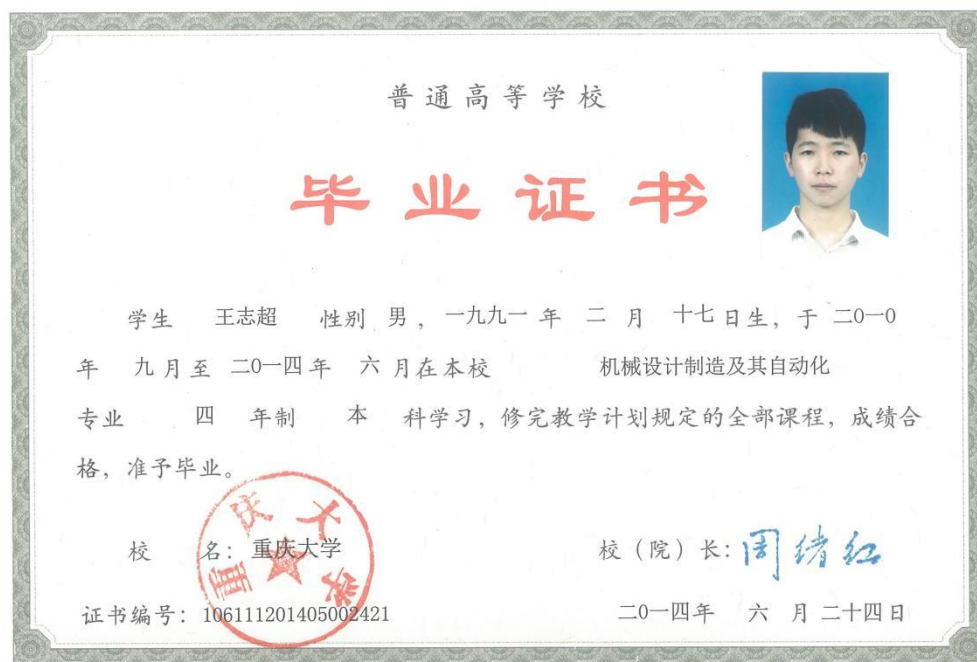 普通高等学校
毕业证书
学生 王志超 性别 男，一九九一 年 二 月 十七 日生，于 二0一0
年 九 月至 二0一四 年 六 月在本校 机械设计制造及其自动化
专业 四 年制 本 科学习，修完教学计划规定的全部课程，成绩合
格，准予毕业。
校 名：重庆大学
重庆大学
校（院）长：周绪红
证书编号：106111201405002421
二0一四年 六 月 二十四日